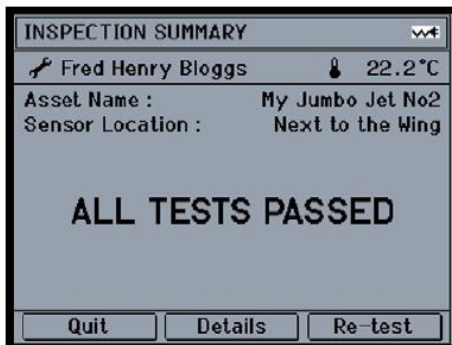 INSPECTION SUMMARY
Fred Henry Bloggs 22.2°C
Asset Name : My Jumbo Jet No2
Sensor Location : Next to the Wing
ALL TESTS PASSED
Quit Details Re-test